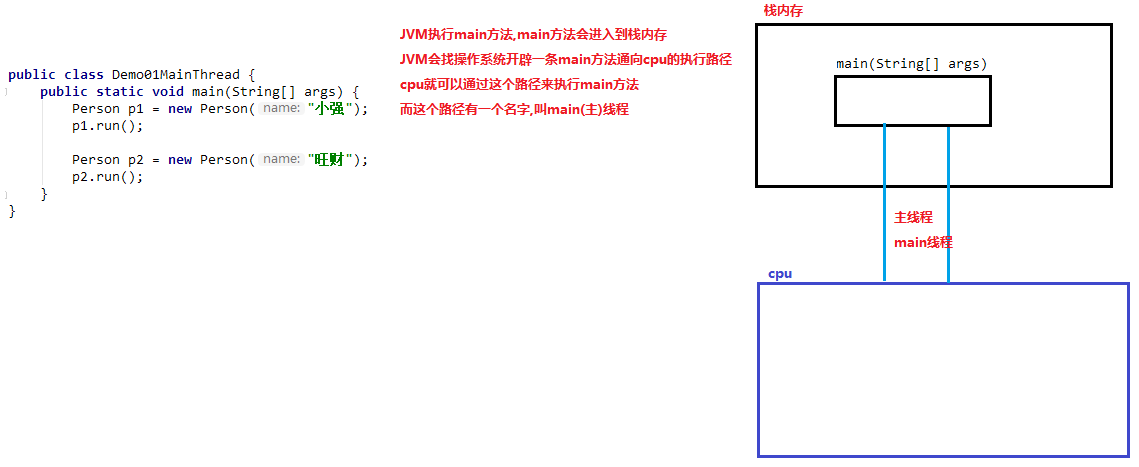 public class Demo01MainThread {
public static void main(String[] args) {
Person p1 = new Person( name: "小强");
p1.run();
Person p2 = new Person( name: "旺财");
p2.run();
}
}
JVM执行main方法,main方法会进入到栈内存
JVM会找操作系统开辟一条main方法通向cpu的执行路径
cpu就可以通过这个路径来执行main方法
而这个路径有一个名字,叫main(主)线程
栈内存
main(String[] args)
主线程
main线程
cpu